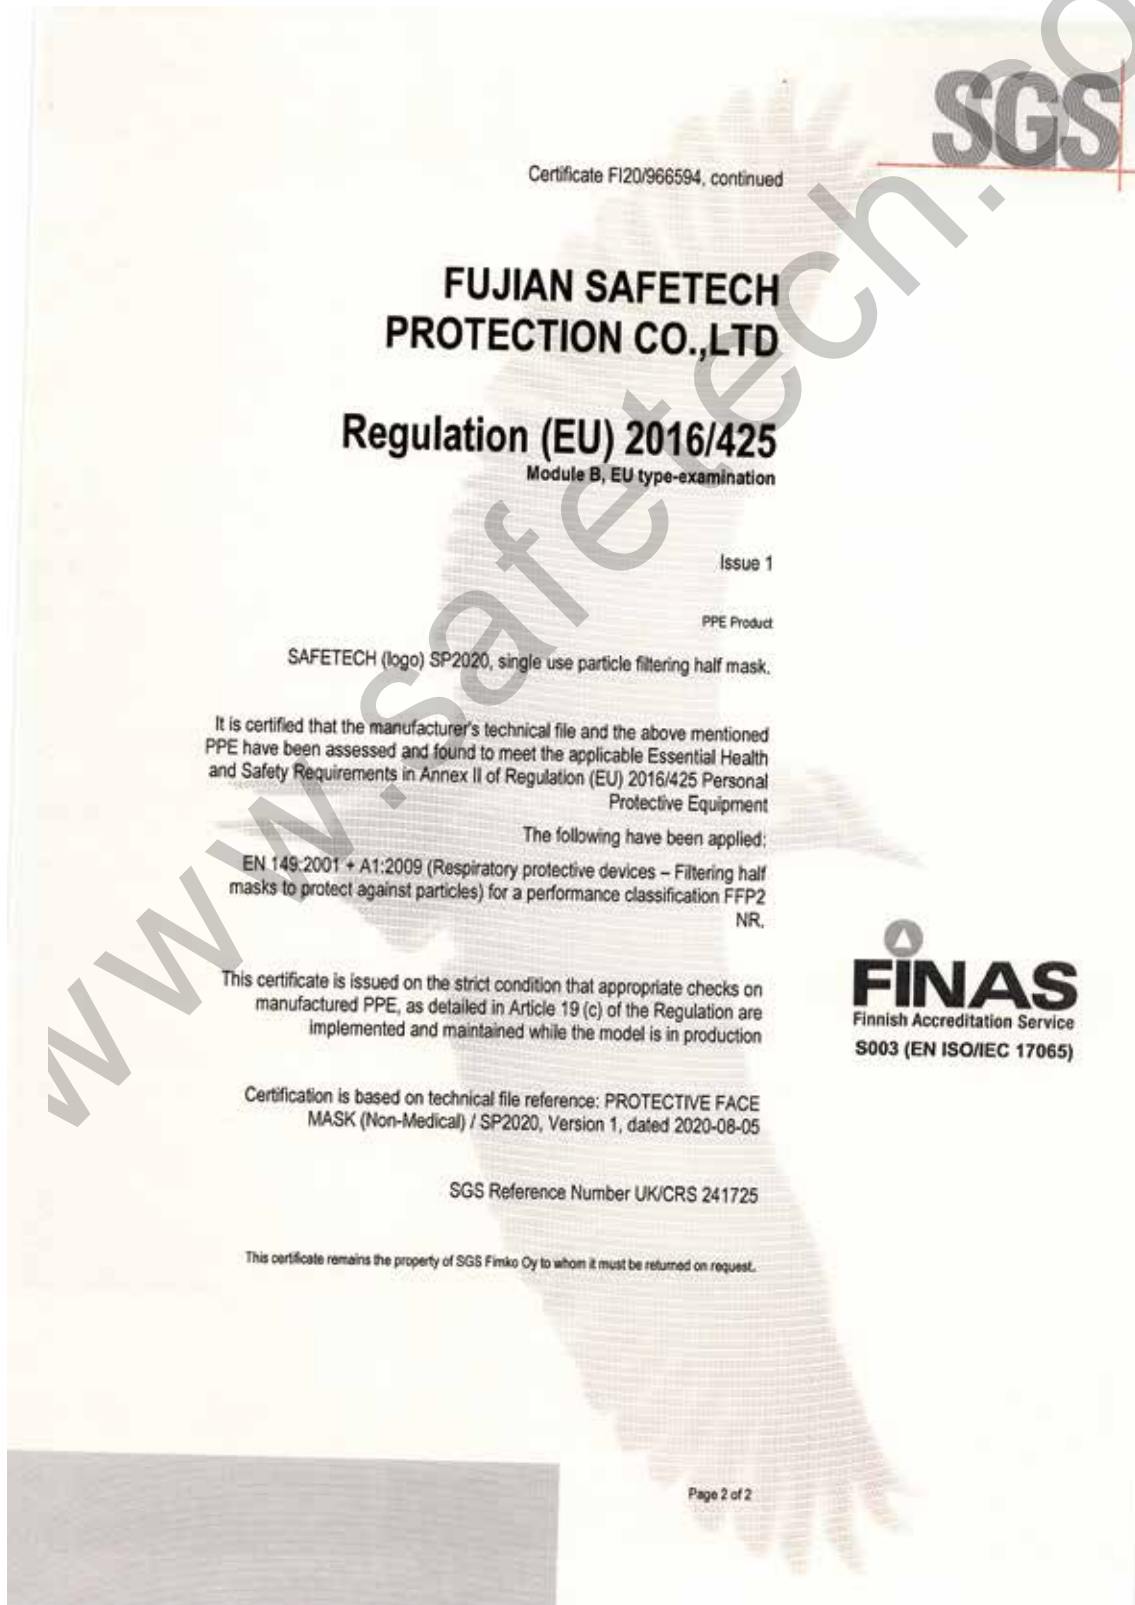 SGS
Certificate FI20/966594, continued
FUJIAN SAFETECH
PROTECTION CO.,LTD
Regulation (EU) 2016/425
Module B, EU type-examination
Issue 1
PPE Product
SAFETECH (logo) SP2020, single use particle filtering half mask.
It is certified that the manufacturer's technical file and the above mentioned
PPE have been assessed and found to meet the applicable Essential Health
and Safety Requirements in Annex II of Regulation (EU) 2016/425 Personal
Protective Equipment
The following have been applied:
EN 149:2001 + A1:2009 (Respiratory protective devices – Filtering half
masks to protect against particles) for a performance classification FFP2
NR.
This certificate is issued on the strict condition that appropriate checks on
manufactured PPE, as detailed in Article 19 (c) of the Regulation are
implemented and maintained while the model is in production
Certification is based on technical file reference: PROTECTIVE FACE
MASK (Non-Medical) / SP2020, Version 1, dated 2020-08-05
SGS Reference Number UK/CRS 241725
This certificate remains the property of SGS Fimko Oy to whom it must be returned on request.
Page 2 of 2
FINAS
Finnish Accreditation Service
S003 (EN ISO/IEC 17065)
www.safetech.co